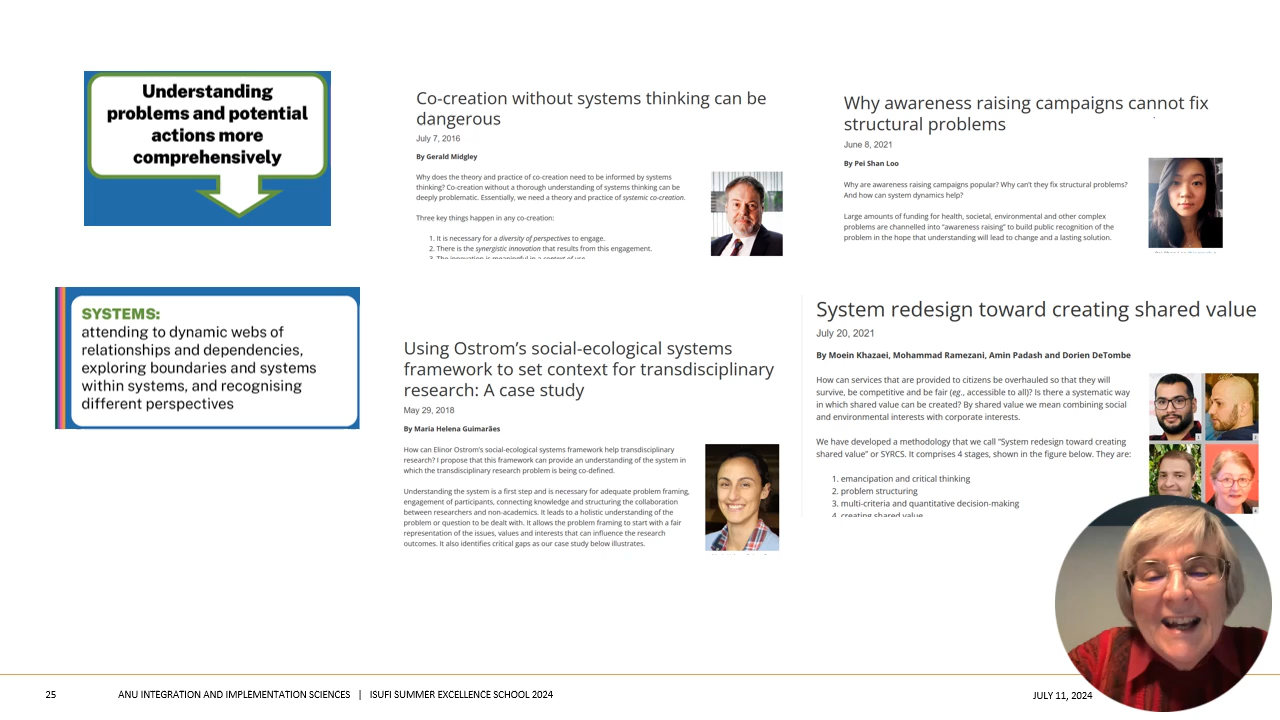 Understanding
problems and potential
actions more
comprehensively
SYSTEMS:
attending to dynamic webs of
relationships and dependencies,
exploring boundaries and systems
within systems, and recognising
different perspectives
Co-creation without systems thinking can be
dangerous
July 7, 2016
By Gerald Midgley
Why does the theory and practice of co-creation need to be informed by systems
thinking? Co-creation without a thorough understanding of systems thinking can be
deeply problematic. Essentially, we need a theory and practice of systemic co-creation.
Three key things happen in any co-creation:
1. It is necessary for a diversity of perspectives to engage.
2. There is the synergistic innovation that results from this engagement.
3. The innovation is meaningful in a context of use.
Why awareness raising campaigns cannot fix
structural problems
June 8, 2021
By Pei Shan Loo
Why are awareness raising campaigns popular? Why can't they fix structural problems?
And how can system dynamics help?
Large amounts of funding for health, societal, environmental and other complex
problems are channelled into "awareness raising" to build public recognition of the
problem in the hope that understanding will lead to change and a lasting solution.
Using Ostrom's social-ecological systems
framework to set context for transdisciplinary
research: A case study
May 29, 2018
By Maria Helena Guimarães
How can Elinor Ostrom's social-ecological systems framework help transdisciplinary
research? I propose that this framework can provide an understanding of the system in
which the transdisciplinary research problem is being co-defined.
Understanding the system is a first step and is necessary for adequate problem framing,
engagement of participants, connecting knowledge and structuring the collaboration
between researchers and non-academics. It leads to a holistic understanding of the
problem or question to be dealt with. It allows the problem framing to start with a fair
representation of the issues, values and interests that can influence the research
outcomes. It also identifies critical gaps as our case study below illustrates.
System redesign toward creating shared value
July 20, 2021
By Moein Khazaei, Mohammad Ramezani, Amin Padash and Dorien DeTombe
How can services that are provided to citizens be overhauled so that they will
survive, be competitive and be fair (eg., accessible to all)? Is there a systematic way
in which shared value can be created? By shared value we mean combining social
and environmental interests with corporate interests.
We have developed a methodology that we call "System redesign toward creating
shared value" or SYRCS. It comprises 4 stages, shown in the figure below. They are:
1. emancipation and critical thinking
2. problem structuring
3. multi-criteria and quantitative decision-making
4. creating shared value
25
ANU INTEGRATION AND IMPLEMENTATION SCIENCES | ISUFI SUMMER EXCELLENCE SCHOOL 2024
JULY 11, 2024